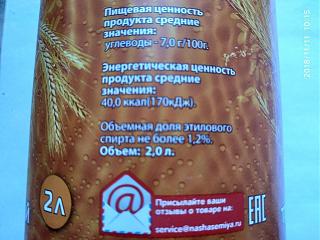 Пищевая ценность
продукта средние
значения:
углеводы - 7,0 г/100г.
Энергетическая ценность
продукта средние
значения:
40,0 ккал(170кДж).
Объемная доля этилового
спирта не более 1,2%.
Объем: 2,0 л.
2л
Присылайте ваши
отзывы о товаре на:
service@nashasemiya.ru
EAC
2018/11/11 10:15